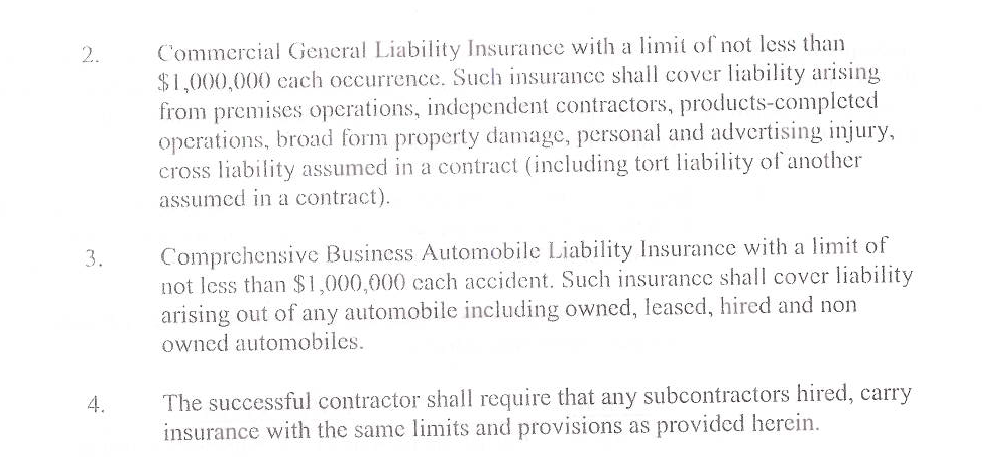 2. Commercial General Liability Insurance with a limit of not less than
$1,000,000 each occurrence. Such insurance shall cover liability arising
from premises operations, independent contractors, products-completed
operations, broad form property damage, personal and advertising injury,
cross liability assumed in a contract (including tort liability of another
assumed in a contract).
3. Comprehensive Business Automobile Liability Insurance with a limit of
not less than $1,000,000 each accident. Such insurance shall cover liability
arising out of any automobile including owned, leased, hired and non
owned automobiles.
4. The successful contractor shall require that any subcontractors hired, carry
insurance with the same limits and provisions as provided herein.